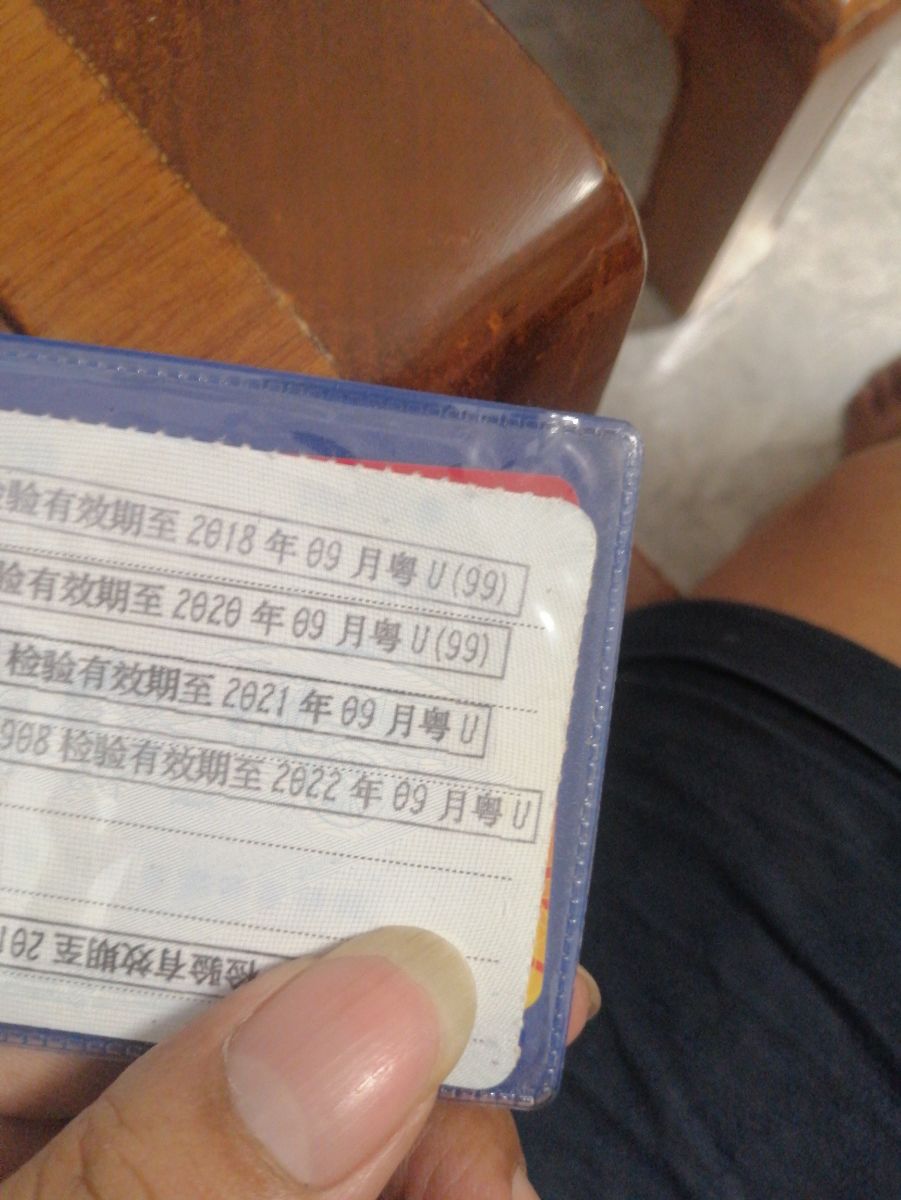 验有效期至 2018 年 09 月粤 U(99)
验有效期至 2020 年 09 月粤 U(99)
检验有效期至 2021 年 09 月粤 U
908 检验有效期至 2022 年 09 月粤 U
检验有效期至 201